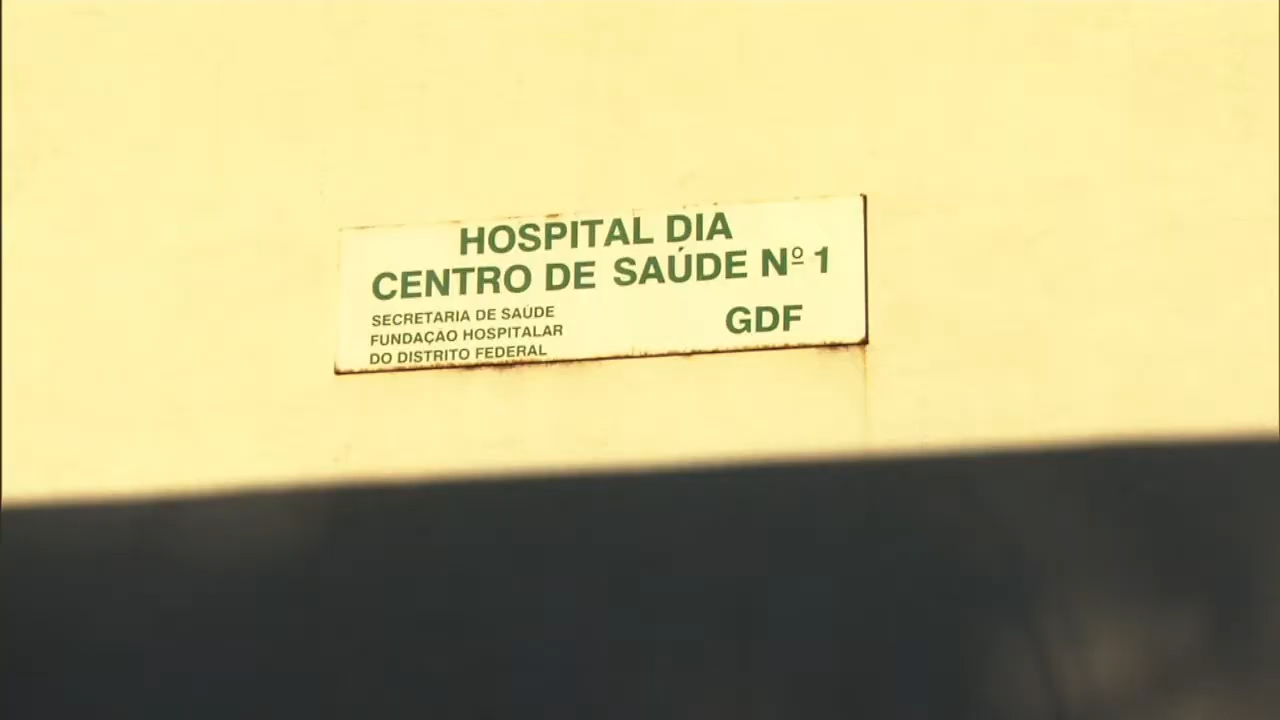 HOSPITAL DIA
CENTRO DE SAÚDE Nº 1
SECRETARIA DE SAÚDE
FUNDAÇAO HOSPITALAR
DO DISTRITO FEDERAL
GDF